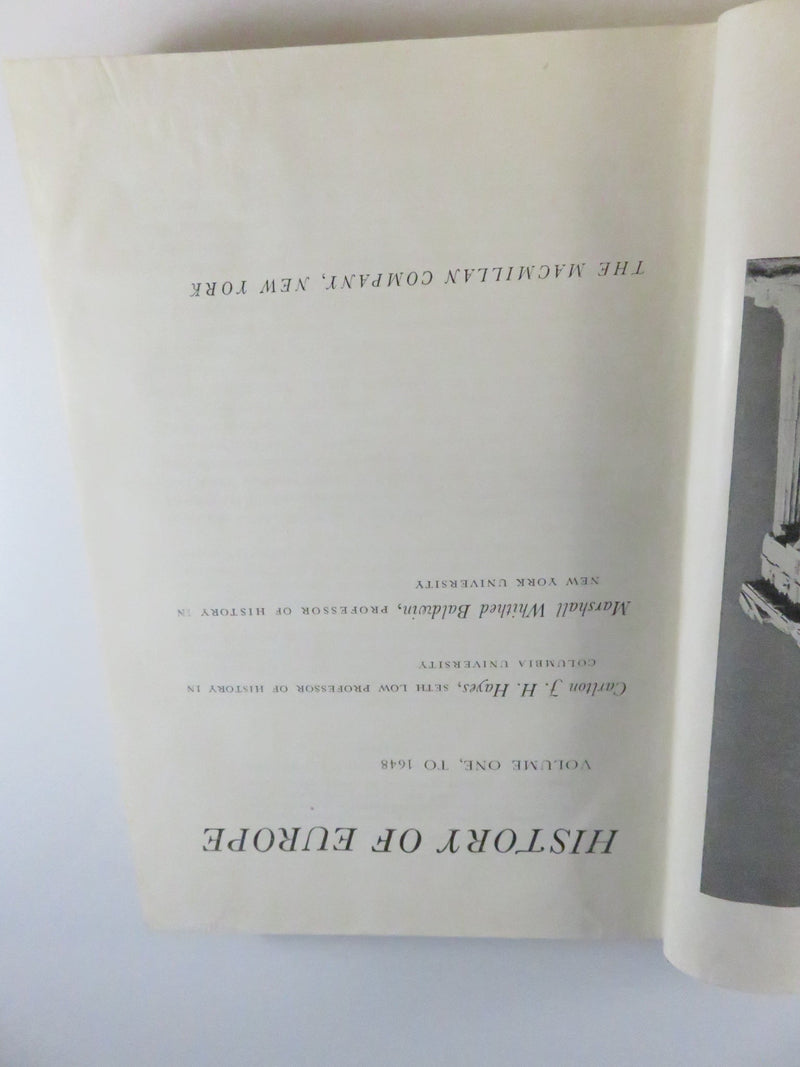 HISTORY OF EUROPE
VOLUME ONE, TO 1648
Carlton J. H. Hayes, SETH LOW PROFESSOR OF HISTORY IN
COLUMBIA UNIVERSITY
Marshall Whithed Baldwin, PROFESSOR OF HISTORY IN
NEW YORK UNIVERSITY
THE MACMILLAN COMPANY, NEW YORK